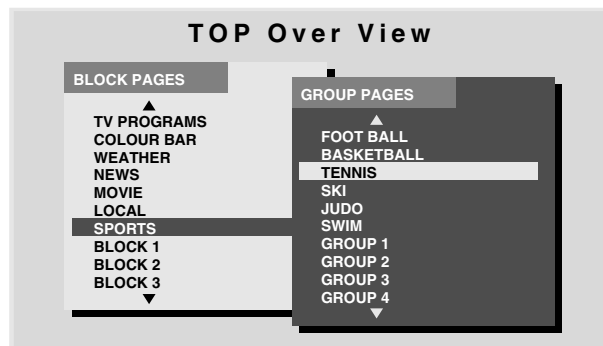 TOP Over View
BLOCK PAGES
TV PROGRAMS
COLOUR BAR
WEATHER
NEWS
MOVIE
LOCAL
SPORTS
BLOCK 1
BLOCK 2
BLOCK 3
GROUP PAGES
FOOT BALL
BASKETBALL
TENNIS
SKI
JUDO
SWIM
GROUP 1
GROUP 2
GROUP 3
GROUP 4